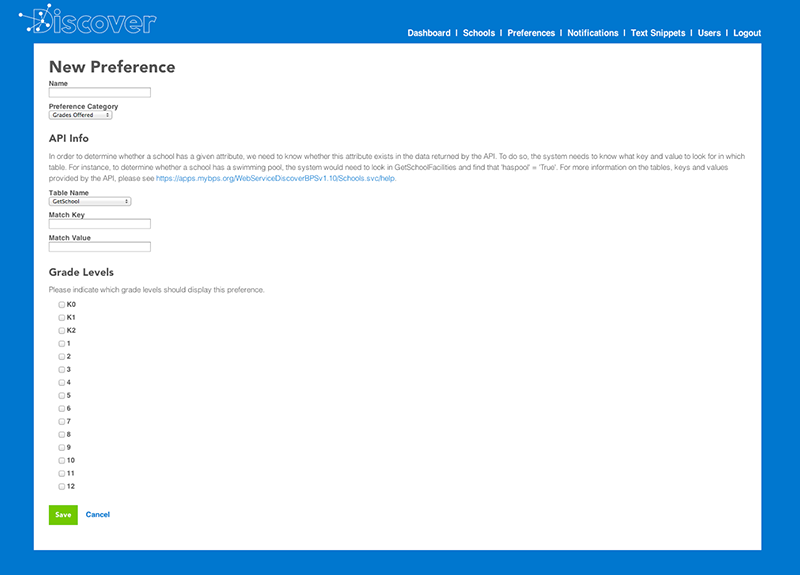 Discover
Dashboard | Schools | Preferences | Notifications | Text Snippets | Users | Logout
New Preference
Name
Preference Category
Grades Offered
API Info
In order to determine whether a school has a given attribute, we need to know whether this attribute exists in the data returned by the API. To do so, the system needs to know what key and value to look for in which
table. For instance, to determine whether a school has a swimming pool, the system would need to look in GetSchoolFacilities and find that 'haspool' = 'True'. For more information on the tables, keys and values
provided by the API, please see https://apps.mybps.org/WebServiceDiscoverBPSv1.10/Schools.svc/help.
Table Name
GetSchool
Match Key
Match Value
Grade Levels
Please indicate which grade levels should display this preference.
K0
K1
K2
1
2
3
4
5
6
7
8
9
10
11
12
Save Cancel